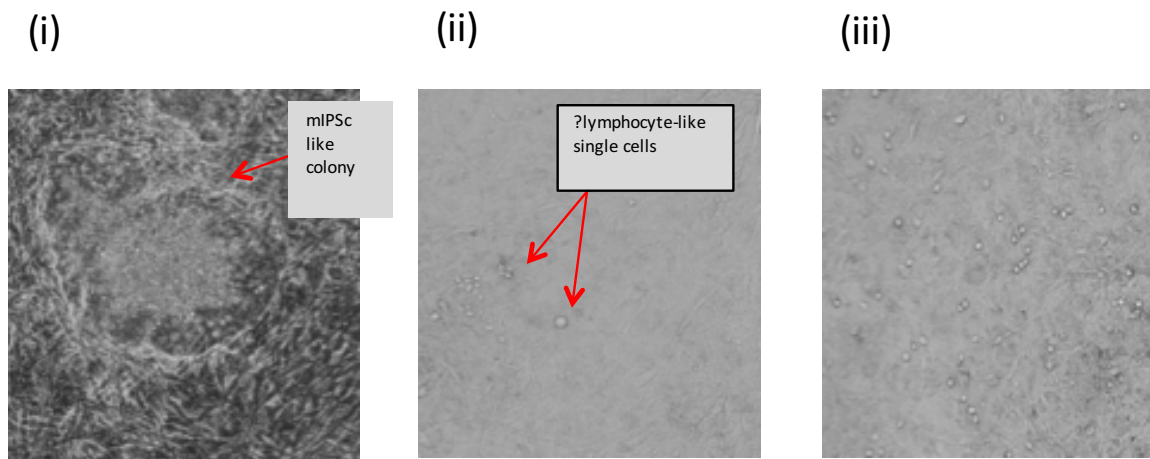 (i)
(ii)
(iii)
mIPSc
like
colony
?lymphocyte-like
single cells